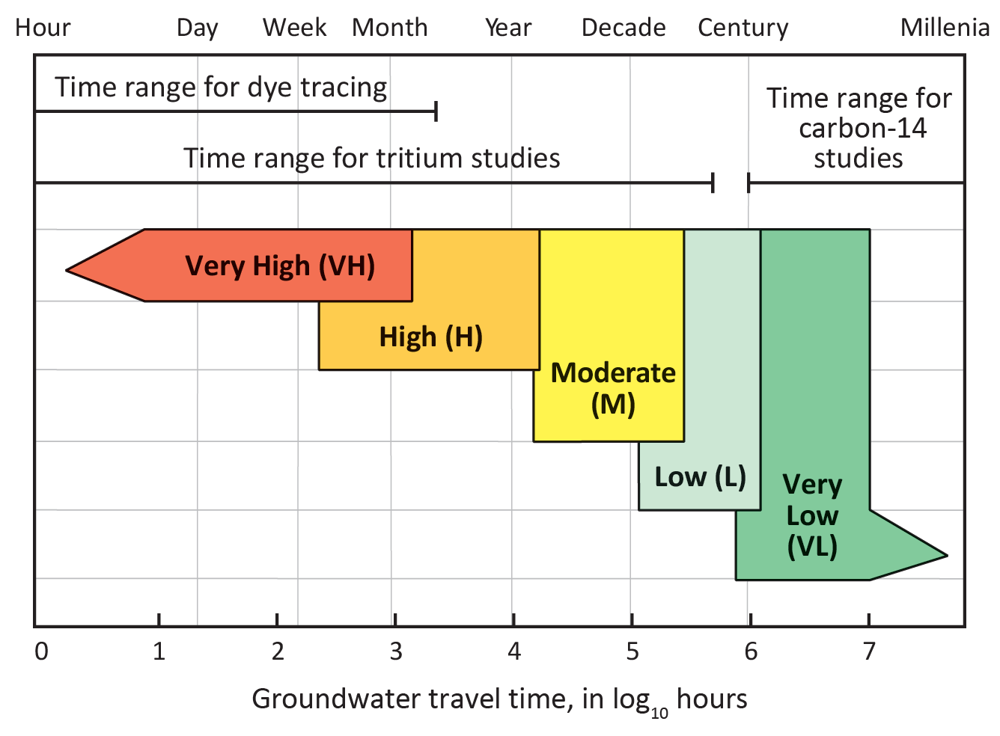 Hour Day Week Month Year Decade Century Millenia
Time range for dye tracing
Time range for
carbon-14
studies
Time range for tritium studies
Very High (VH)
High (H)
Moderate
(M)
Low (L)
Very
Low
(VL)
0 1 2 3 4 5 6 7
Groundwater travel time, in log10 hours